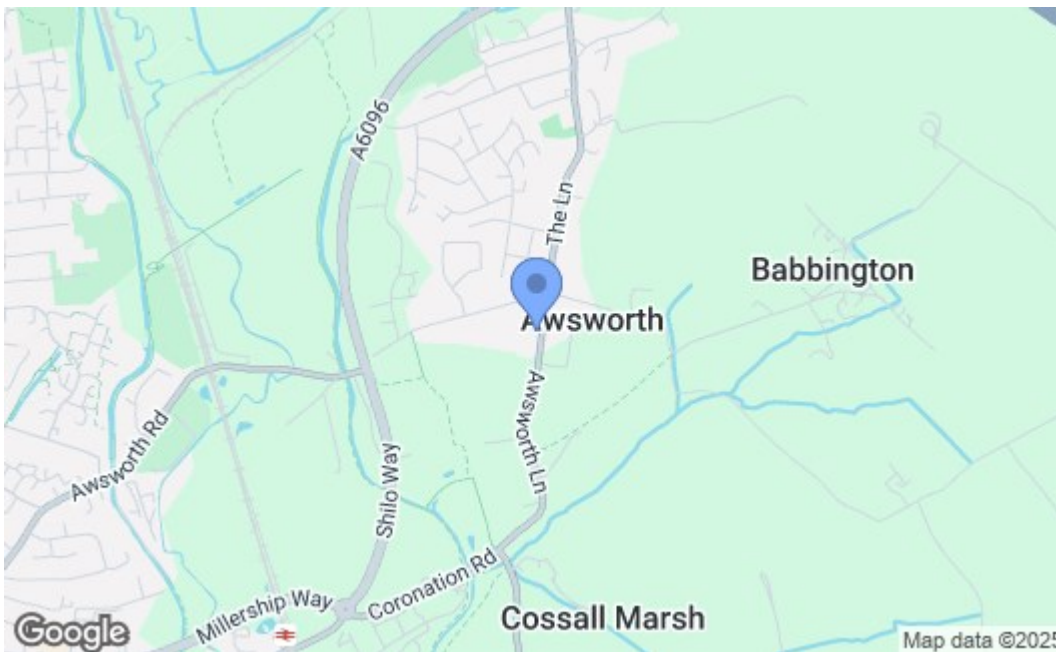 A6096
The Ln
Babbington
Awsworth
Awsworth Ln
Awsworth Rd
Shilo Way
Coronation Rd
Millership Way
Cossall Marsh
Google
Map data ©2025